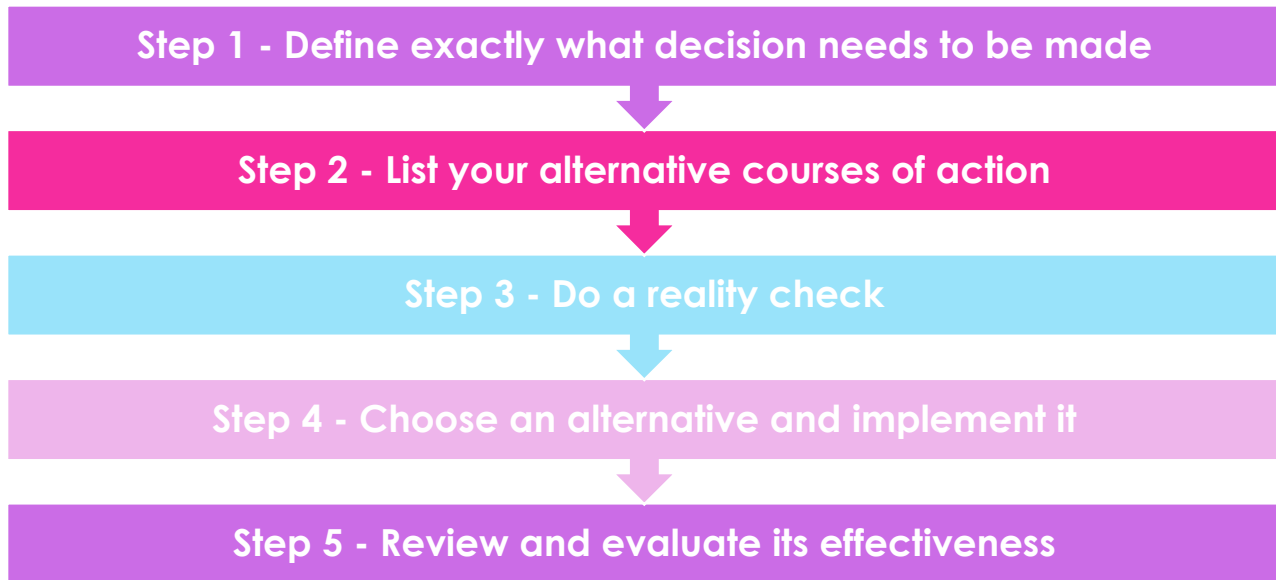 Step 1 - Define exactly what decision needs to be made
Step 2 - List your alternative courses of action
Step 3 - Do a reality check
Step 4 - Choose an alternative and implement it
Step 5 - Review and evaluate its effectiveness